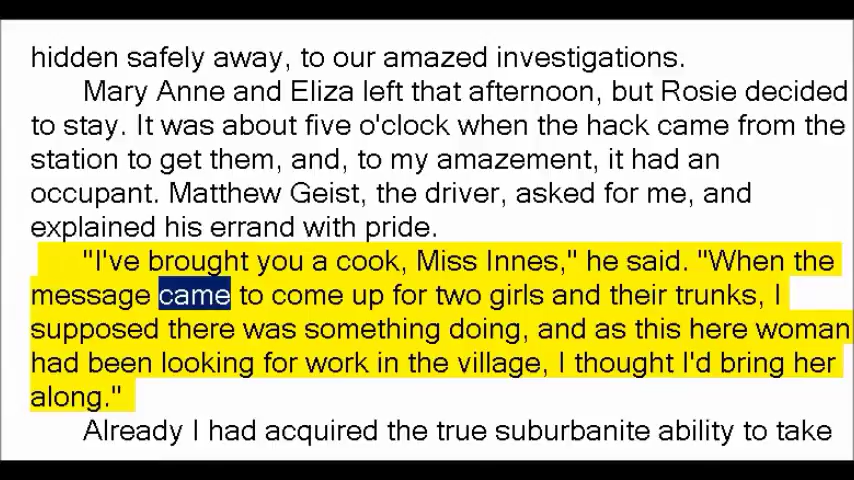 hidden safely away, to our amazed investigations.
Mary Anne and Eliza left that afternoon, but Rosie decided
to stay. It was about five o'clock when the hack came from the
station to get them, and, to my amazement, it had an
occupant. Matthew Geist, the driver, asked for me, and
explained his errand with pride.
"I've brought you a cook, Miss Innes," he said. "When the
message came to come up for two girls and their trunks, I
supposed there was something doing, and as this here woman
had been looking for work in the village, I thought I'd bring her
along."
Already I had acquired the true suburbanite ability to take